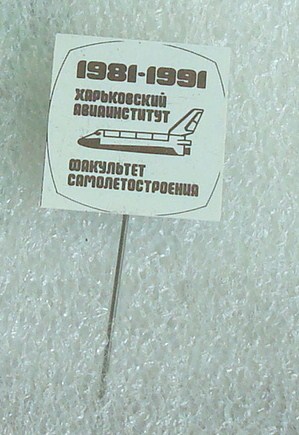 1981-1991
ХАРЬКОВСКИЙ
АВИАИНСТИТУТ
ФАКУЛЬТЕТ
САМОЛЕТОСТРОЕНИЯ